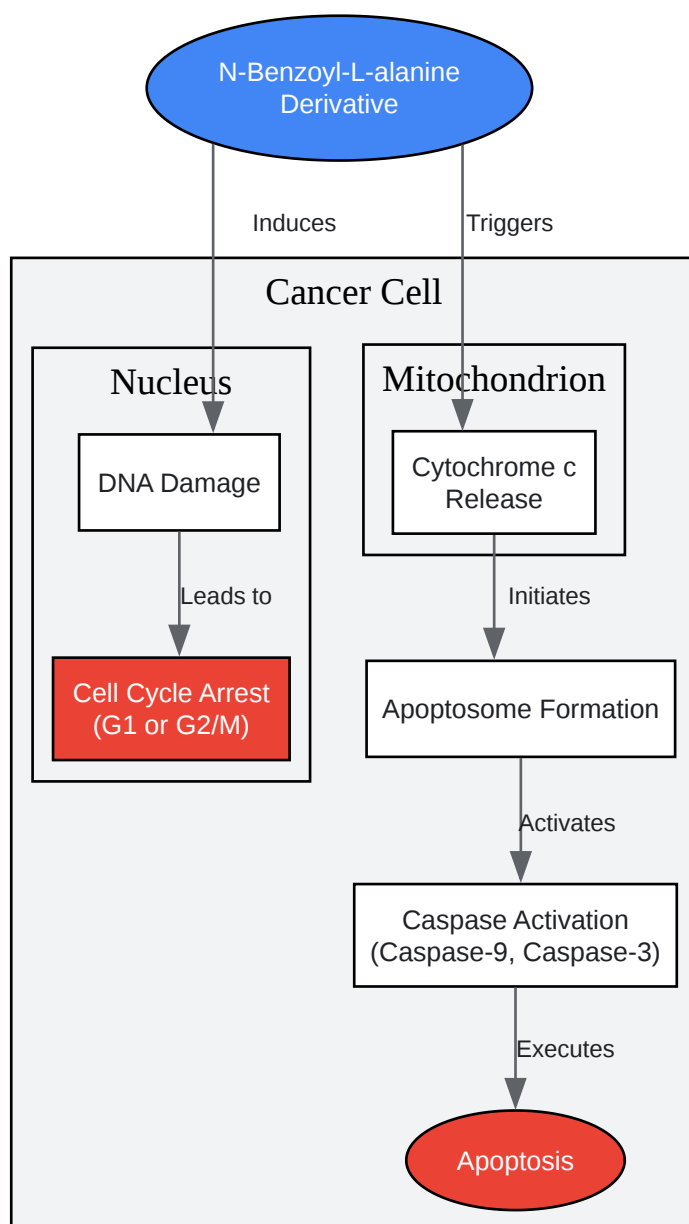 N-Benzoyl-L-alanine
Derivative
Induces
Triggers
Cancer Cell
Nucleus
Mitochondrion
DNA Damage
Cytochrome c
Release
Leads to
Initiates
Cell Cycle Arrest
(G1 or G2/M)
Apoptosome Formation
Activates
Caspase Activation
(Caspase-9, Caspase-3)
Executes
Apoptosis